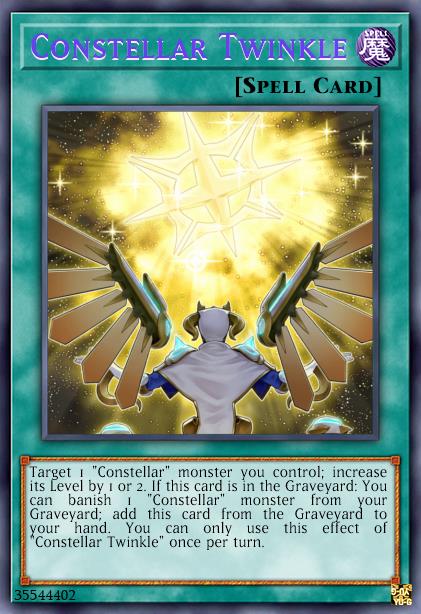 CONSTELLAR TWINKLE
SPELL
魔
[SPELL CARD]
Target 1 "Constellar" monster you control; increase
its Level by 1 or 2. If this card is in the Graveyard: You
can banish 1 "Constellar" monster from your
Graveyard; add this card from the Graveyard to
your hand. You can only use this effect of
"Constellar Twinkle" once per turn.
35544402